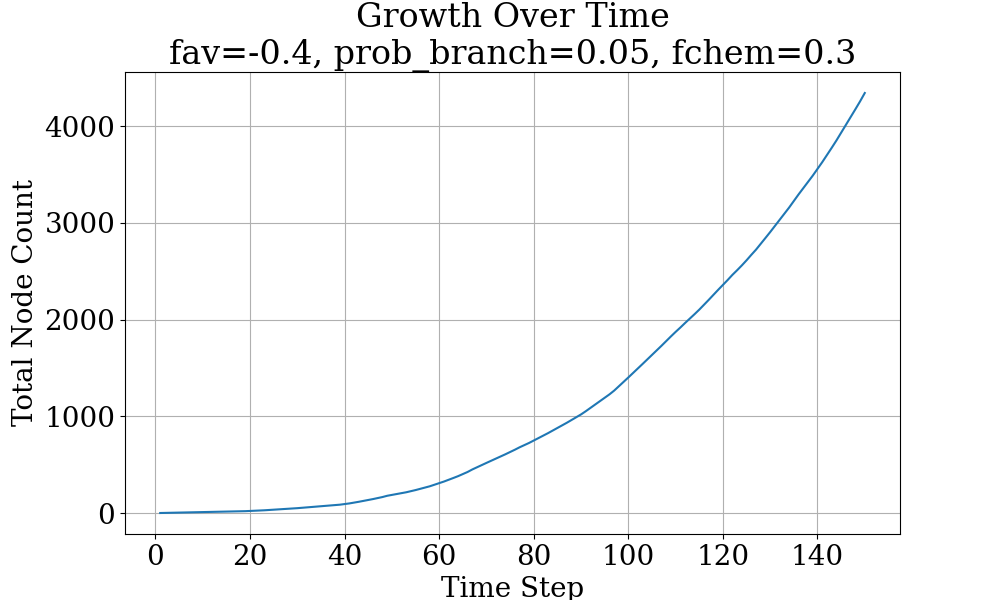 Growth Over Time
fav=-0.4, prob_branch=0.05, fchem=0.3
Total Node Count
4000
3000
2000
1000
0
0 20 40 60 80 100 120 140
Time Step